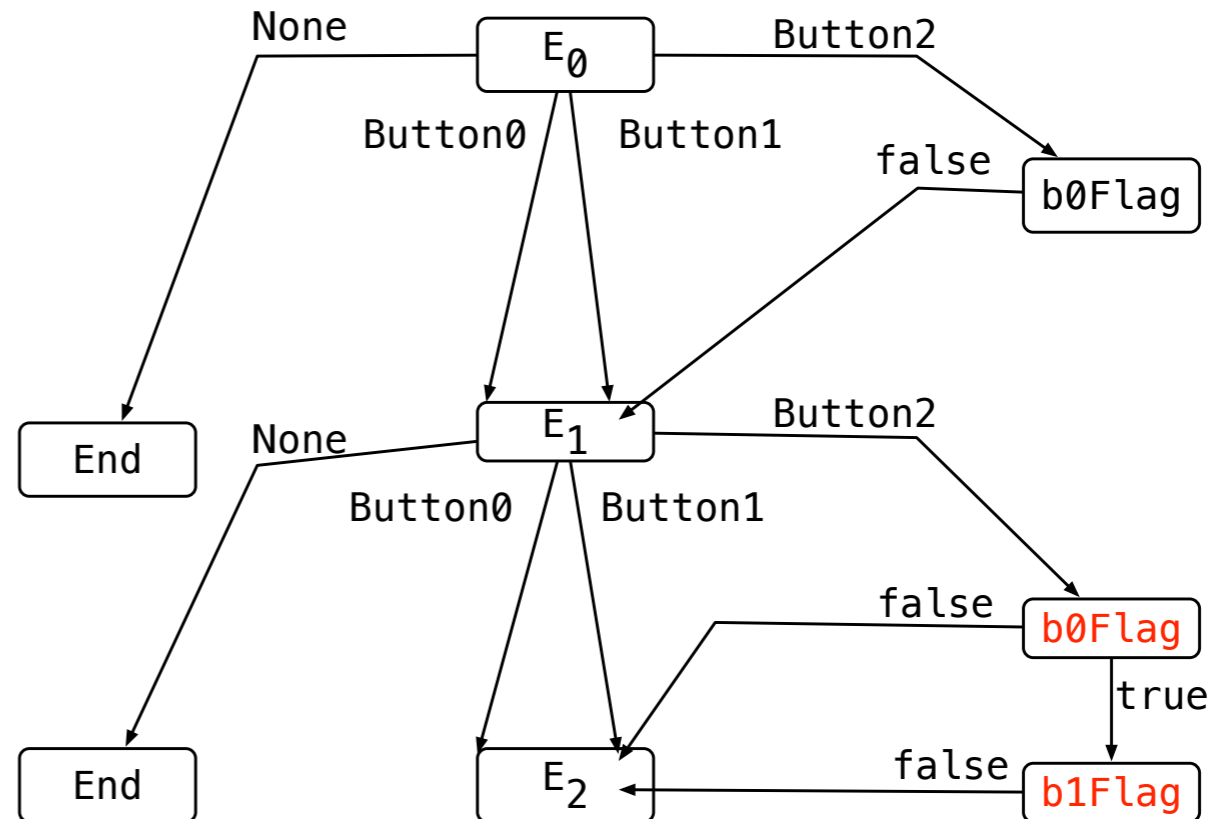 None
E0
Button2
Button0
Button1
false
b0Flag
End
None
E1
Button2
Button0
Button1
false
b0Flag
true
End
E2
false
b1Flag